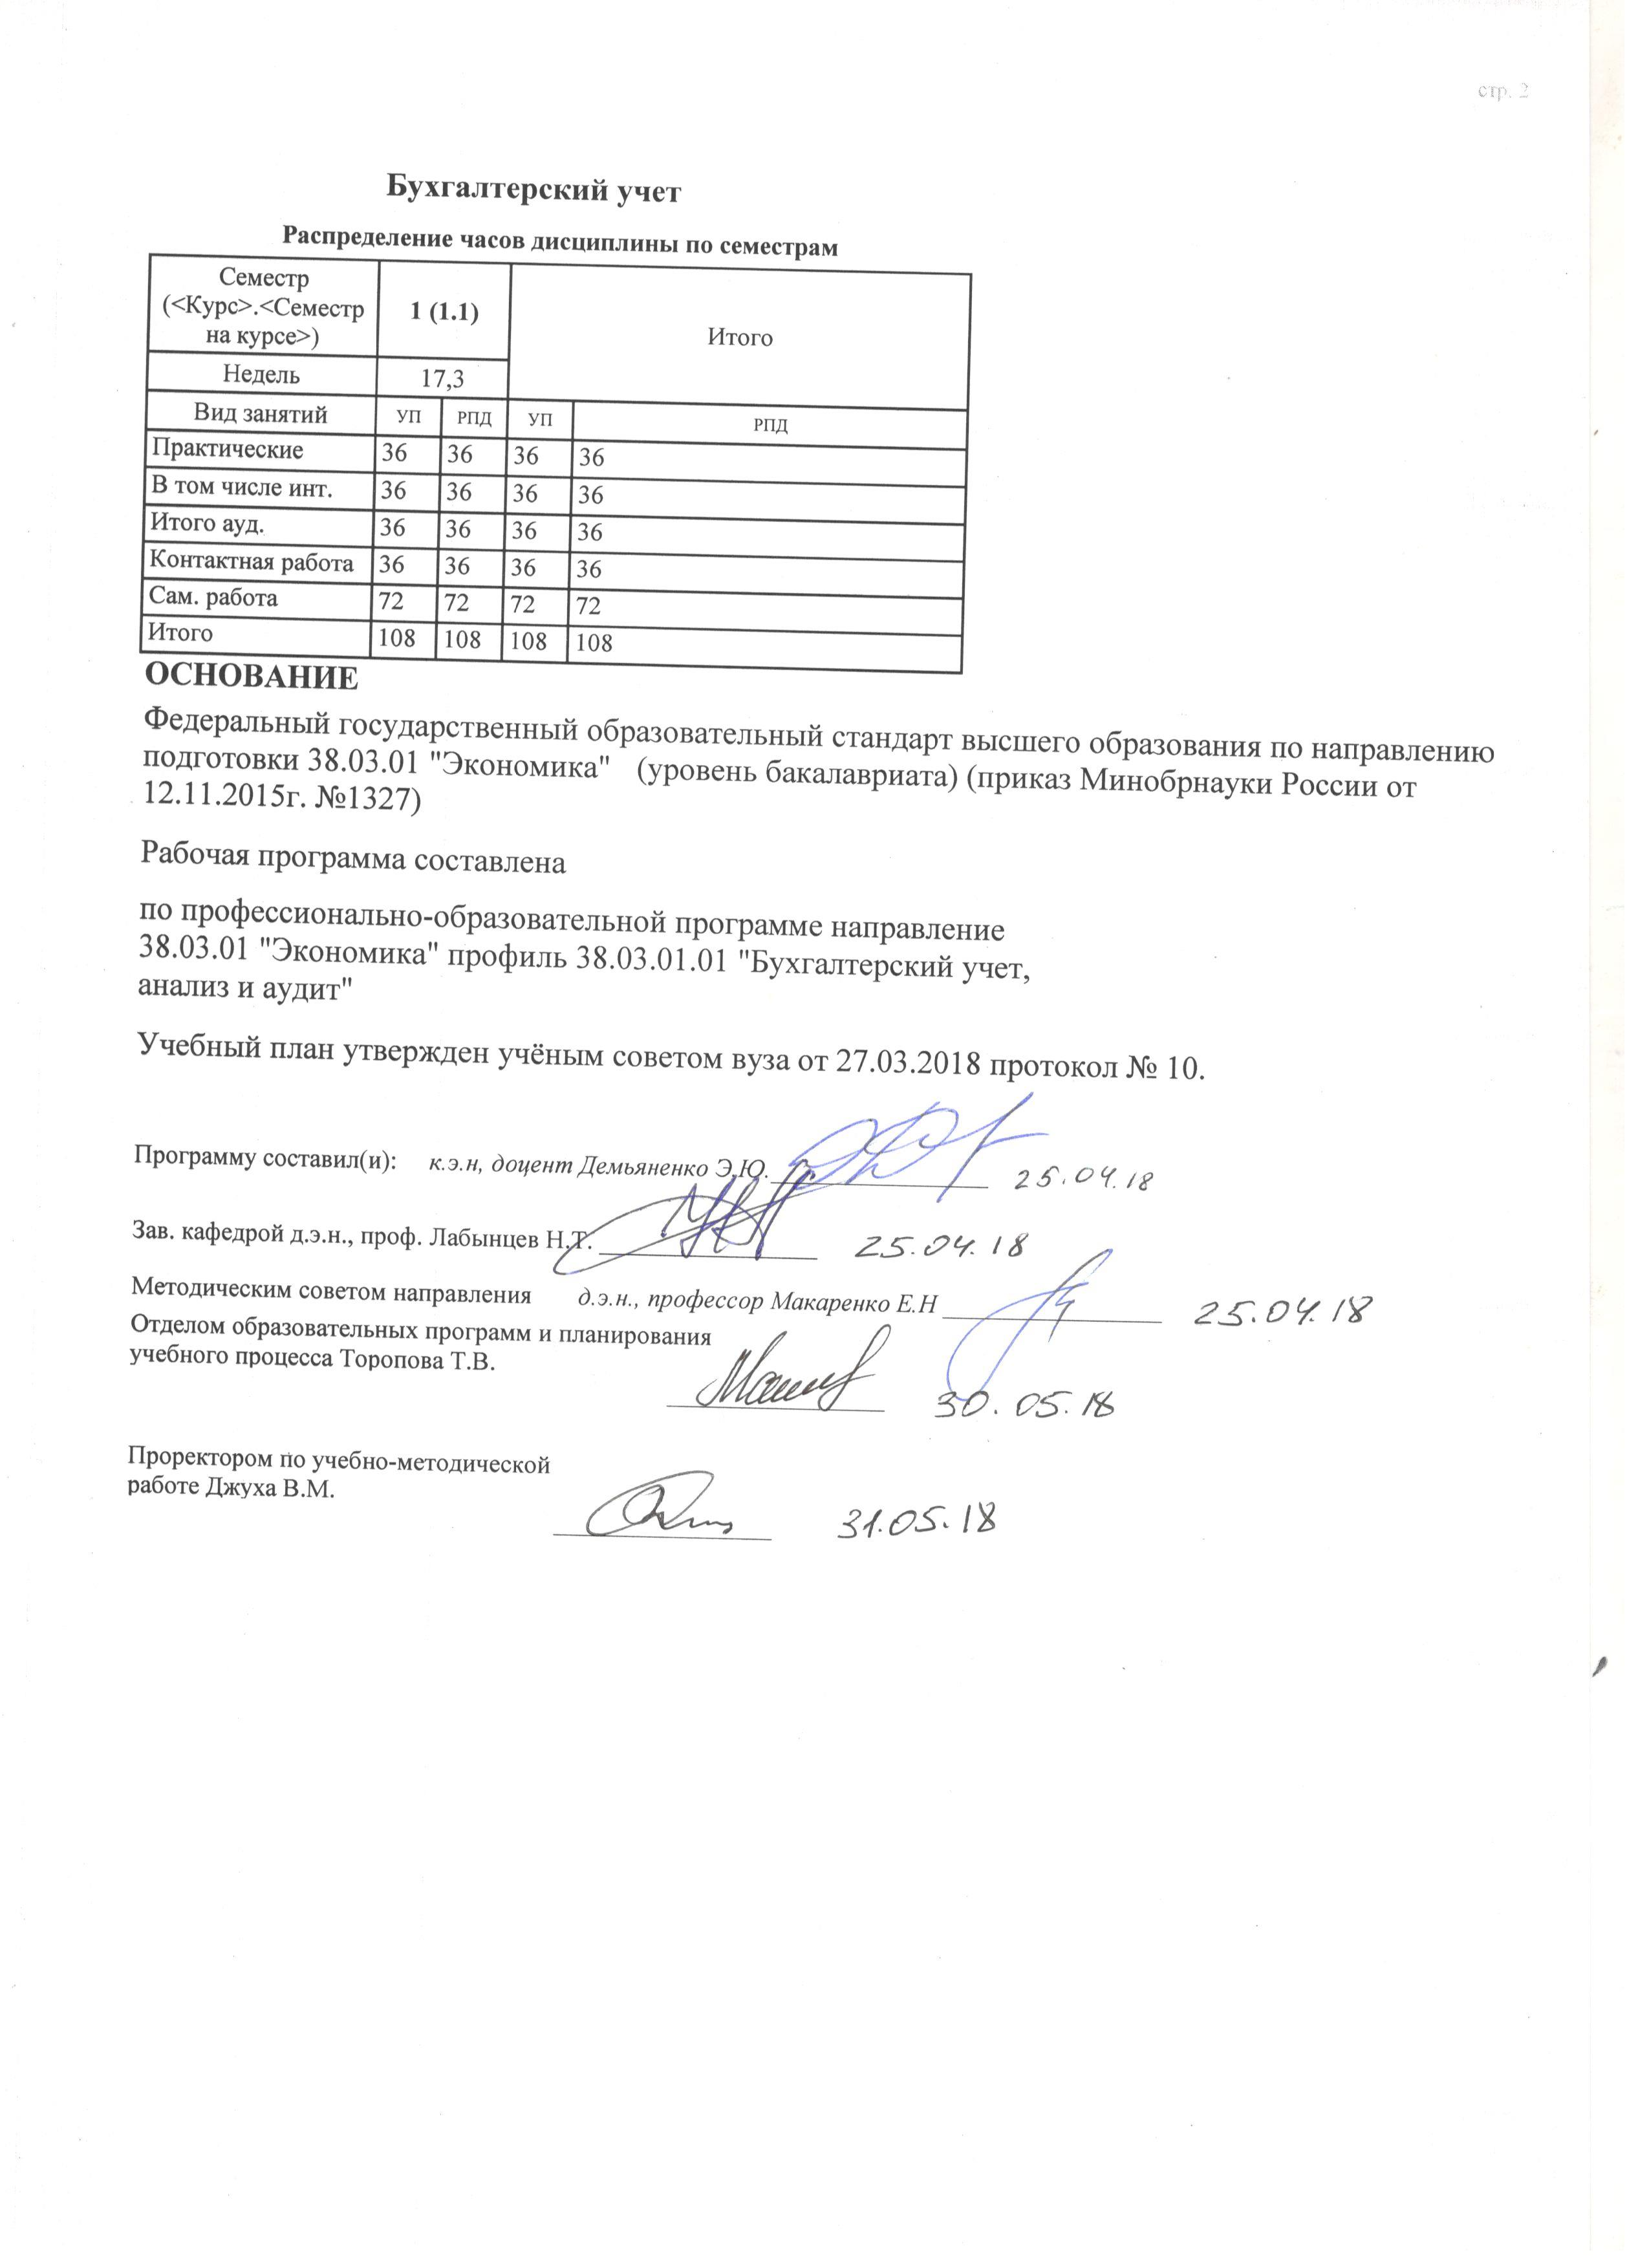 стр. 2
Бухгалтерский учет
Распределение часов дисциплины по семестрам
Семестр (<Курс>.<Семестр на курсе>) 1 (1.1) Итого
Недель 17,3
Вид занятий УП РПД УП РПД
Практические 36 36 36 36
В том числе инт. 36 36 36 36
Итого ауд. 36 36 36 36
Контактная работа 36 36 36 36
Сам. работа 72 72 72 72
Итого 108 108 108 108
ОСНОВАНИЕ
Федеральный государственный образовательный стандарт высшего образования по направлению
подготовки 38.03.01 "Экономика" (уровень бакалавриата) (приказ Минобрнауки России от
12.11.2015г. №1327)
Рабочая программа составлена
по профессионально-образовательной программе направление
38.03.01 "Экономика" профиль 38.03.01.01 "Бухгалтерский учет,
анализ и аудит"
Учебный план утвержден учёным советом вуза от 27.03.2018 протокол № 10.
Программу составил(и): к.э.н, доцент Демьяненко Э.Ю. 25.04.18
Зав. кафедрой д.э.н., проф. Лабынцев Н.Т. 25.04.18
Методическим советом направления д.э.н., профессор Макаренко Е.Н 25.04.18
Отделом образовательных программ и планирования
учебного процесса Торопова Т.В.
30.05.18
Проректором по учебно-методической
работе Джуха В.М.
31.05.18